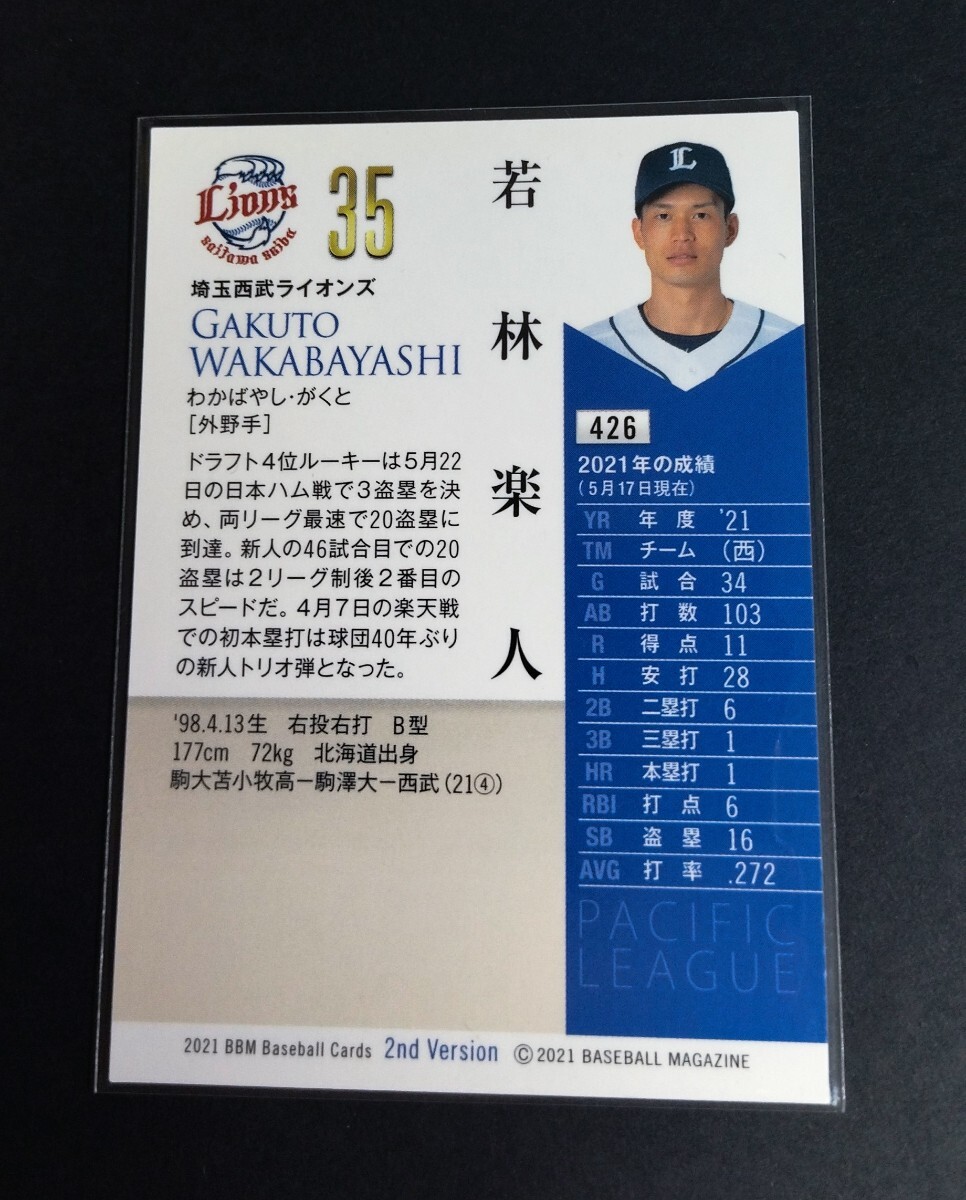 Lions
saitama seibu
35
埼玉西武ライオンズ
GAKUTO
WAKABAYASHI
わかばやし・がくと
[外野手]
若林楽人
ドラフト4位ルーキーは5月22
日の日本ハム戦で3盗塁を決
め、両リーグ最速で20盗塁に
到達。新人の46試合目での20
盗塁は2リーグ制後2番目の
スピードだ。4月7日の楽天戦
での初本塁打は球団40年ぶり
の新人トリオ弾となった。
'98.4.13生 右投右打 B型
177cm 72kg 北海道出身
駒大苫小牧高ー駒澤大ー西武(21④)
L
426
2021年の成績
(5月17日現在)
YR 年度 '21
TM チーム (西)
G 試合 34
AB 打数 103
R 得点 11
H 安打 28
2B 二塁打 6
3B 三塁打 1
HR 本塁打 1
RBI 打点 6
SB 盗塁 16
AVG 打率 .272
PACIFIC
LEAGUE
2021 BBM Baseball Cards 2nd Version ©2021 BASEBALL MAGAZINE